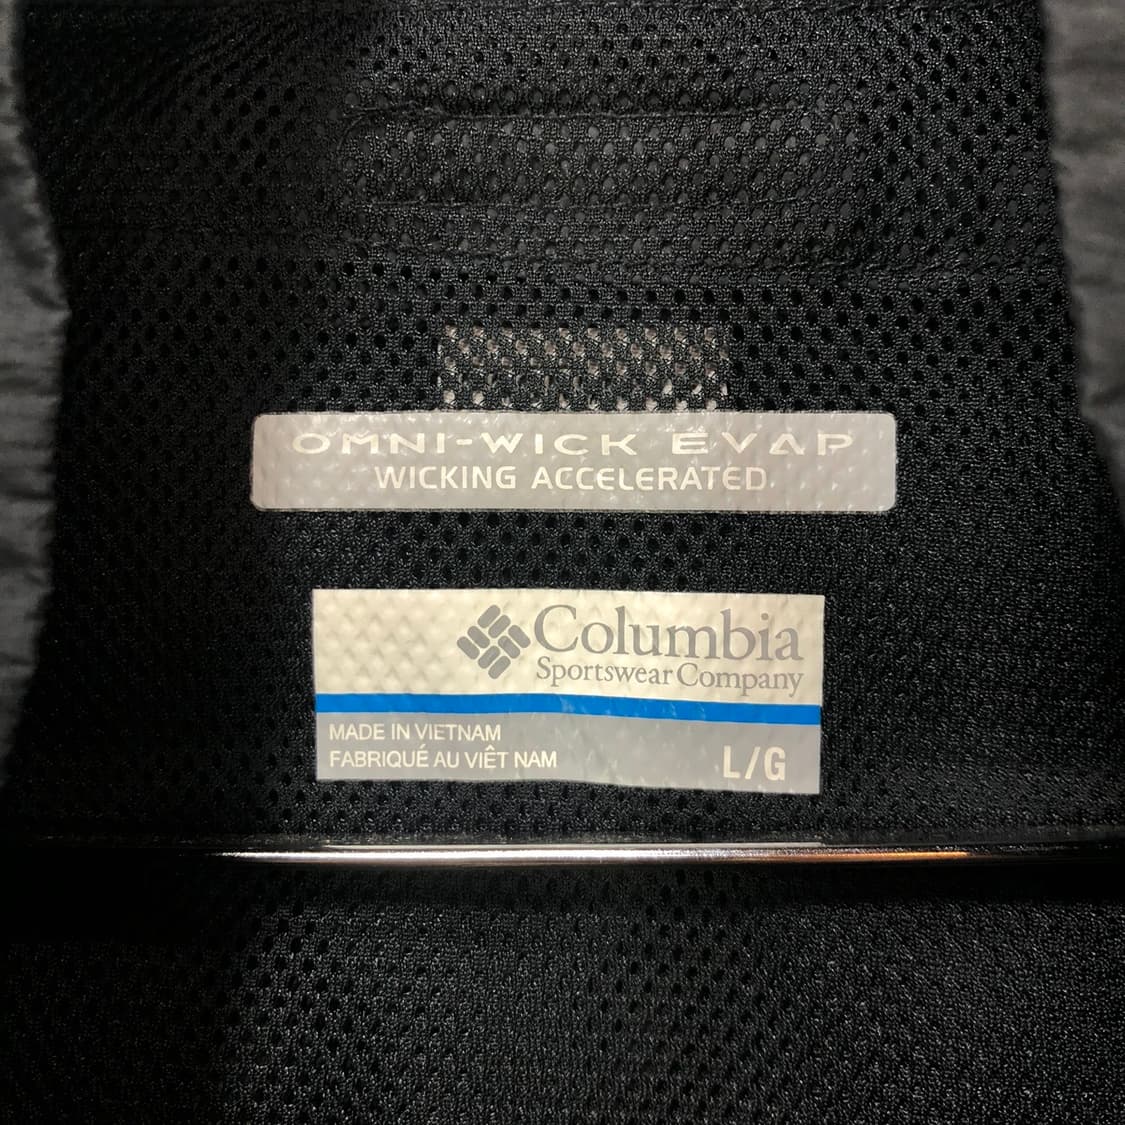 OMNI-WICK EVAP
WICKING ACCELERATED
Columbia
Sportswear Company
MADE IN VIETNAM
FABRIQUÉ AU VIÊT NAM
L/G